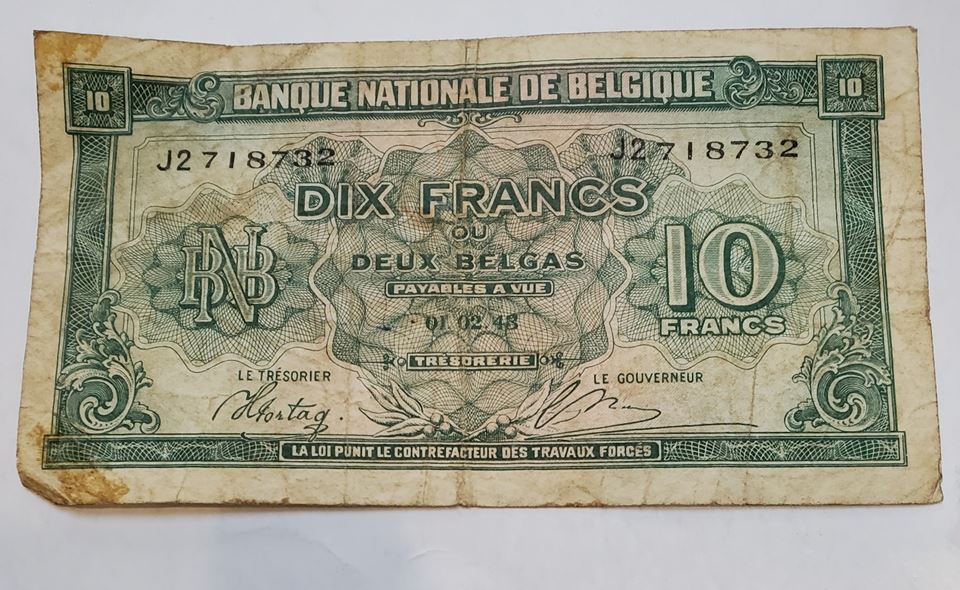 10 BANQUE NATIONALE DE BELGIQUE 10
J2718732 J2718732
DIX FRANCS
OU
DEUX BELGAS
PAYABLES A VUE
BNB
10
FRANCS
01.02.43
TRÉSORERIE
LE TRÉSORIER LE GOUVERNEUR
LA LOI PUNIT LE CONTREFACTEUR DES TRAVAUX FORCÉS